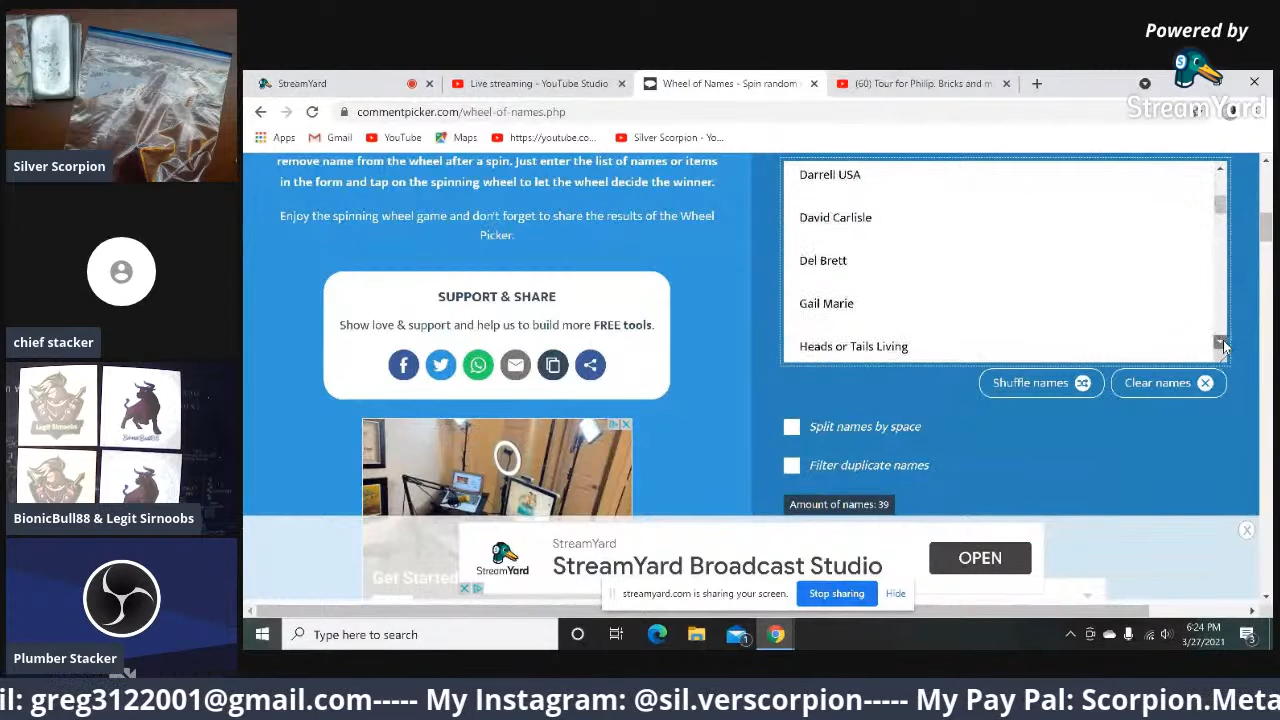 Powered by
StreamYard
StreamYard
Live streaming - YouTube Studio
Wheel of Names - Spin random
(60) Tour for Philip. Bricks and m
commentpicker.com/wheel-of-names.php
Apps
Gmail
YouTube
Maps
https://youtube.co...
Silver Scorpion - Yo...
remove name from the wheel after a spin. Just enter the list of names or items
in the form and tap on the spinning wheel to let the wheel decide the winner.
Enjoy the spinning wheel game and don't forget to share the results of the Wheel
Picker.
SUPPORT & SHARE
Show love & support and help us to build more FREE tools.
Darrell USA
David Carlisle
Del Brett
Gail Marie
Heads or Tails Living
Shuffle names
Clear names
Split names by space
Filter duplicate names
Amount of names: 39
Get Started
StreamYard
StreamYard
StreamYard Broadcast Studio
OPEN
streamyard.com is sharing your screen.
Stop sharing
Hide
Type here to search
1
6:24 PM
3/27/2021
3
Silver Scorpion
chief stacker
Legit Sirnoobs
BionicBull88
BionicBull88 & Legit Sirnoobs
Plumber Stacker
il: greg3122001@gmail.com----- My Instagram: @sil.verscorpion----- My Pay Pal: Scorpion.Meta